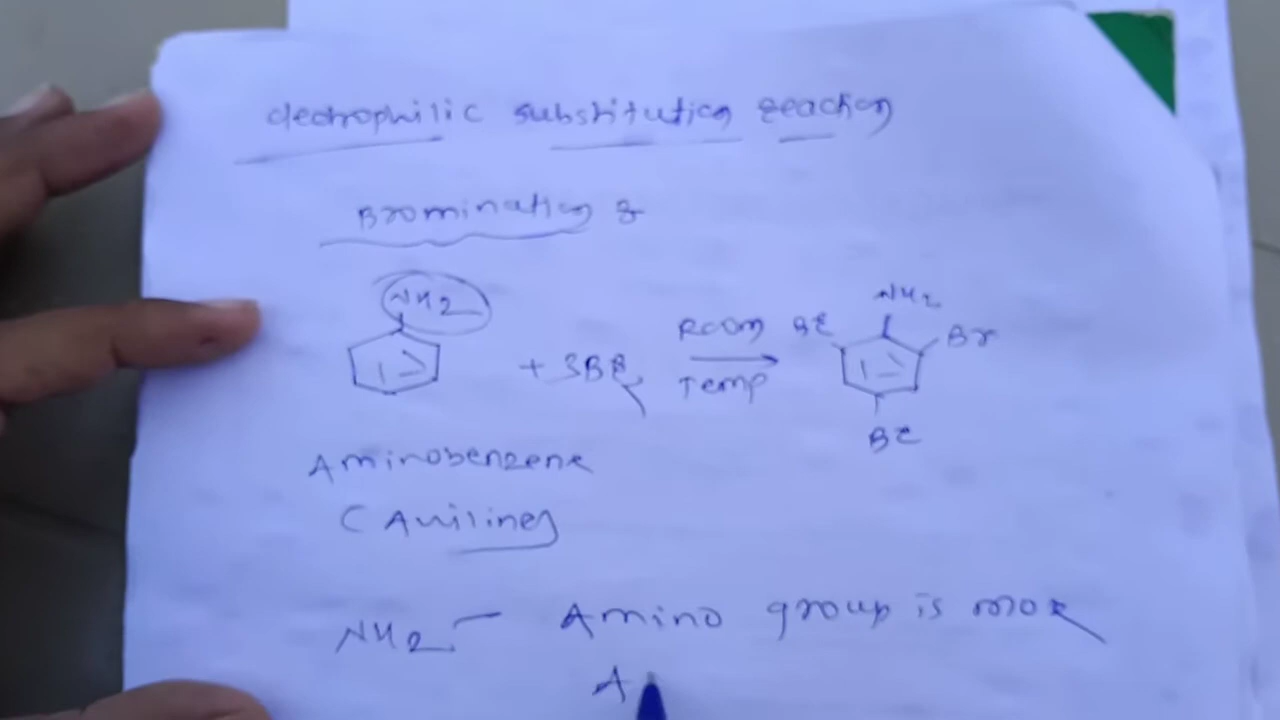 electrophilic substitution reaction
Bromination :
NH2
NH2
Room
Br
Br
+ 3Br2
Temp
Br
Aminobenzene
(Aniline)
NH2 - Amino group is more
A